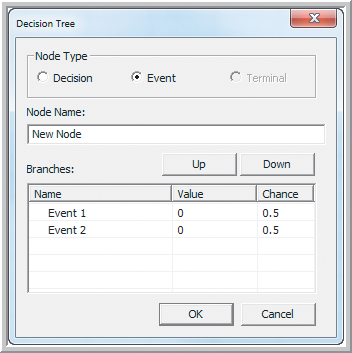 Decision Tree
Node Type
Decision Event Terminal
Node Name:
New Node
Up Down
Branches:
Name Value Chance
Event 1 0 0.5
Event 2 0 0.5
OK Cancel